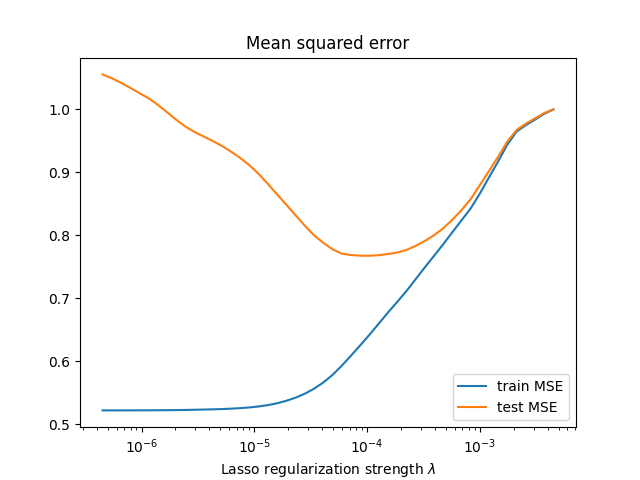 Mean squared error
1.0
0.9
0.8
0.7
0.6
0.5
train MSE
test MSE
10⁻⁶ 10⁻⁵ 10⁻⁴ 10⁻³
Lasso regularization strength λ